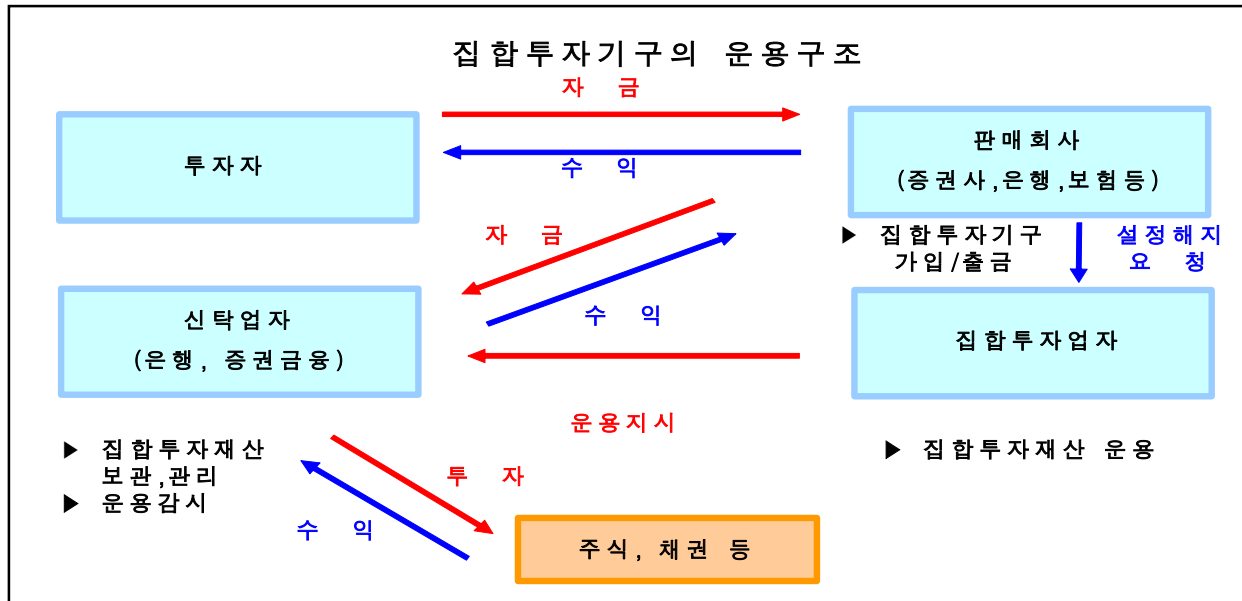 집합투자기구의 운용구조
자 금
투자자
판매회사
(증권사,은행,보험등)
수 익
자 금
▶ 집합투자기구
가입/출금
설정해지
요 청
수 익
신탁업자
(은행, 증권금융)
집합투자업자
운용지시
▶ 집합투자재산
보관,관리
▶ 운용감시
▶ 집합투자재산 운용
투 자
수 익
주식, 채권 등